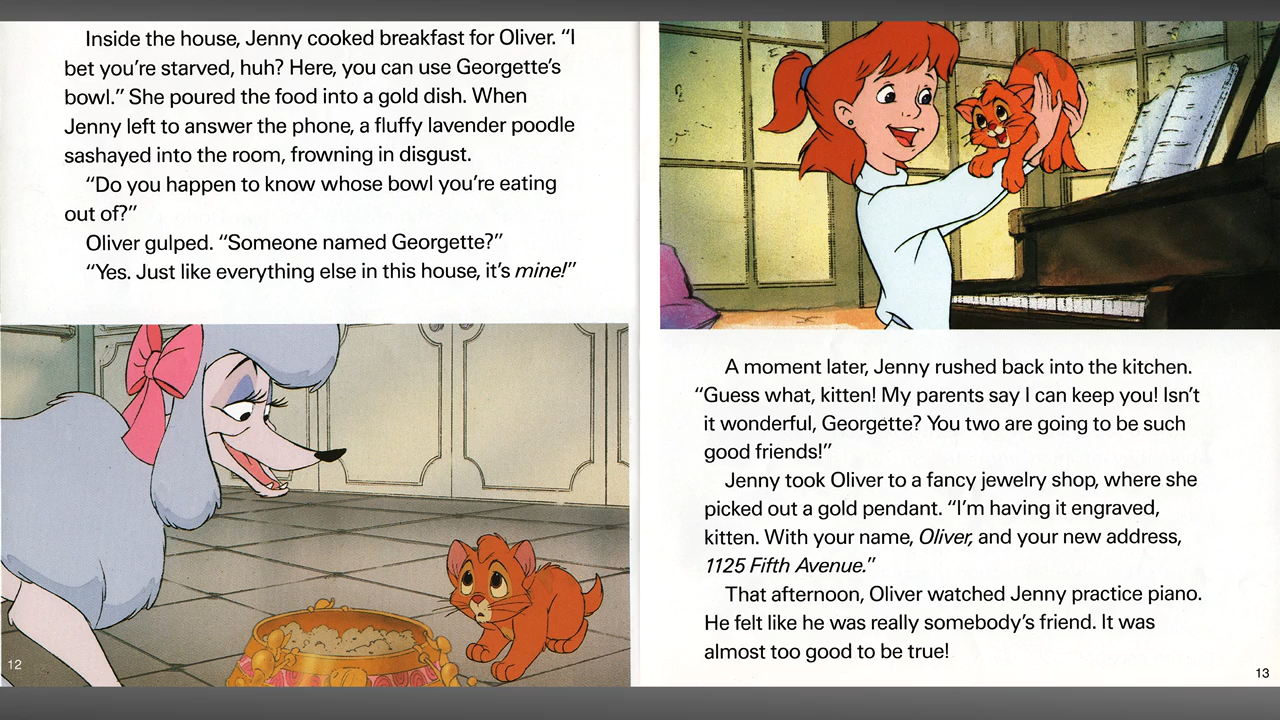 Inside the house, Jenny cooked breakfast for Oliver. “I
bet you’re starved, huh? Here, you can use Georgette’s
bowl.” She poured the food into a gold dish. When
Jenny left to answer the phone, a fluffy lavender poodle
sashayed into the room, frowning in disgust.
“Do you happen to know whose bowl you’re eating
out of?”
Oliver gulped. “Someone named Georgette?”
“Yes. Just like everything else in this house, it’s mine!”
12
A moment later, Jenny rushed back into the kitchen.
“Guess what, kitten! My parents say I can keep you! Isn’t
it wonderful, Georgette? You two are going to be such
good friends!”
Jenny took Oliver to a fancy jewelry shop, where she
picked out a gold pendant. “I’m having it engraved,
kitten. With your name, Oliver, and your new address,
1125 Fifth Avenue.”
That afternoon, Oliver watched Jenny practice piano.
He felt like he was really somebody’s friend. It was
almost too good to be true!
13